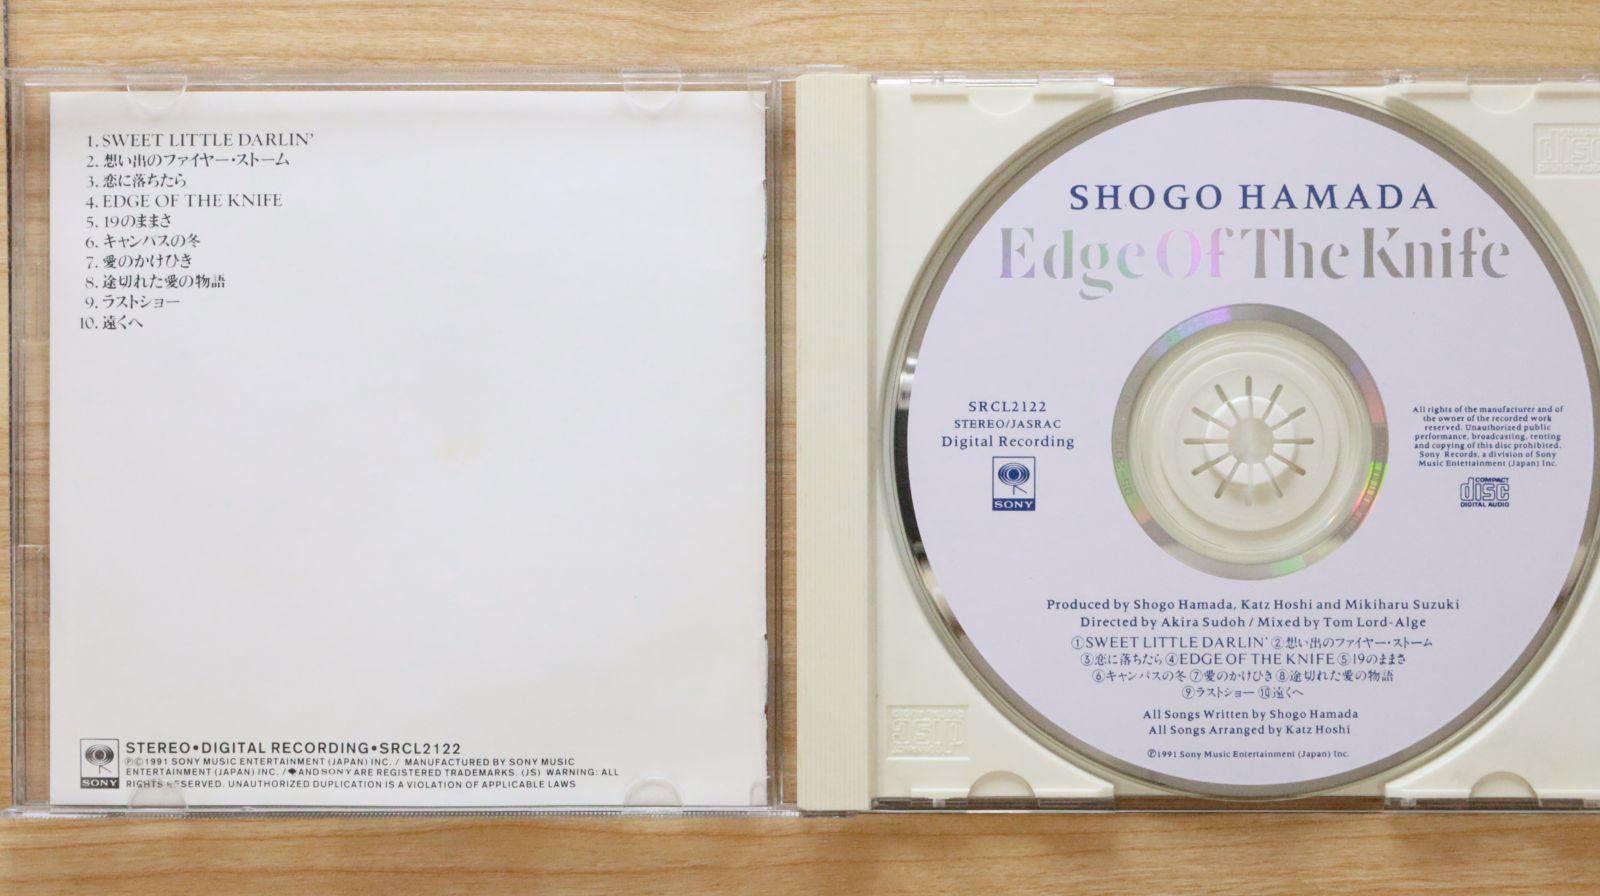 1. SWEET LITTLE DARLIN'
2. 想い出のファイヤー・ストーム
3. 恋に落ちたら
4. EDGE OF THE KNIFE
5. 19のままさ
6. キャンパスの冬
7. 愛のかけひき
8. 途切れた愛の物語
9. ラストショー
10. 遠くへ
SONY
STEREO•DIGITAL RECORDING•SRCL2122
ⓅⒸ1991 SONY MUSIC ENTERTAINMENT (JAPAN) INC. / MANUFACTURED BY SONY MUSIC
ENTERTAINMENT (JAPAN) INC. / AND SONY ARE REGISTERED TRADEMARKS. (JS) WARNING: ALL
RIGHTS RESERVED. UNAUTHORIZED DUPLICATION IS A VIOLATION OF APPLICABLE LAWS
SHOGO HAMADA
Edge Of The Knife
SRCL2122
STEREO/JASRAC
Digital Recording
SONY
All rights of the manufacturer and of
the owner of the recorded work
reserved. Unauthorized public
performance, broadcasting, renting
and copying of this disc prohibited.
Sony Records, a division of Sony
Music Entertainment (Japan) Inc.
COMPACT
disc
DIGITAL AUDIO
Produced by Shogo Hamada, Katz Hoshi and Mikiharu Suzuki
Directed by Akira Sudoh / Mixed by Tom Lord-Alge
①SWEET LITTLE DARLIN' ②想い出のファイヤー・ストーム
③恋に落ちたら ④EDGE OF THE KNIFE ⑤19のままさ
⑥キャンパスの冬 ⑦愛のかけひき ⑧途切れた愛の物語
⑨ラストショー ⑩遠くへ
All Songs Written by Shogo Hamada
All Songs Arranged by Katz Hoshi
Ⓟ1991 Sony Music Entertainment (Japan) Inc.